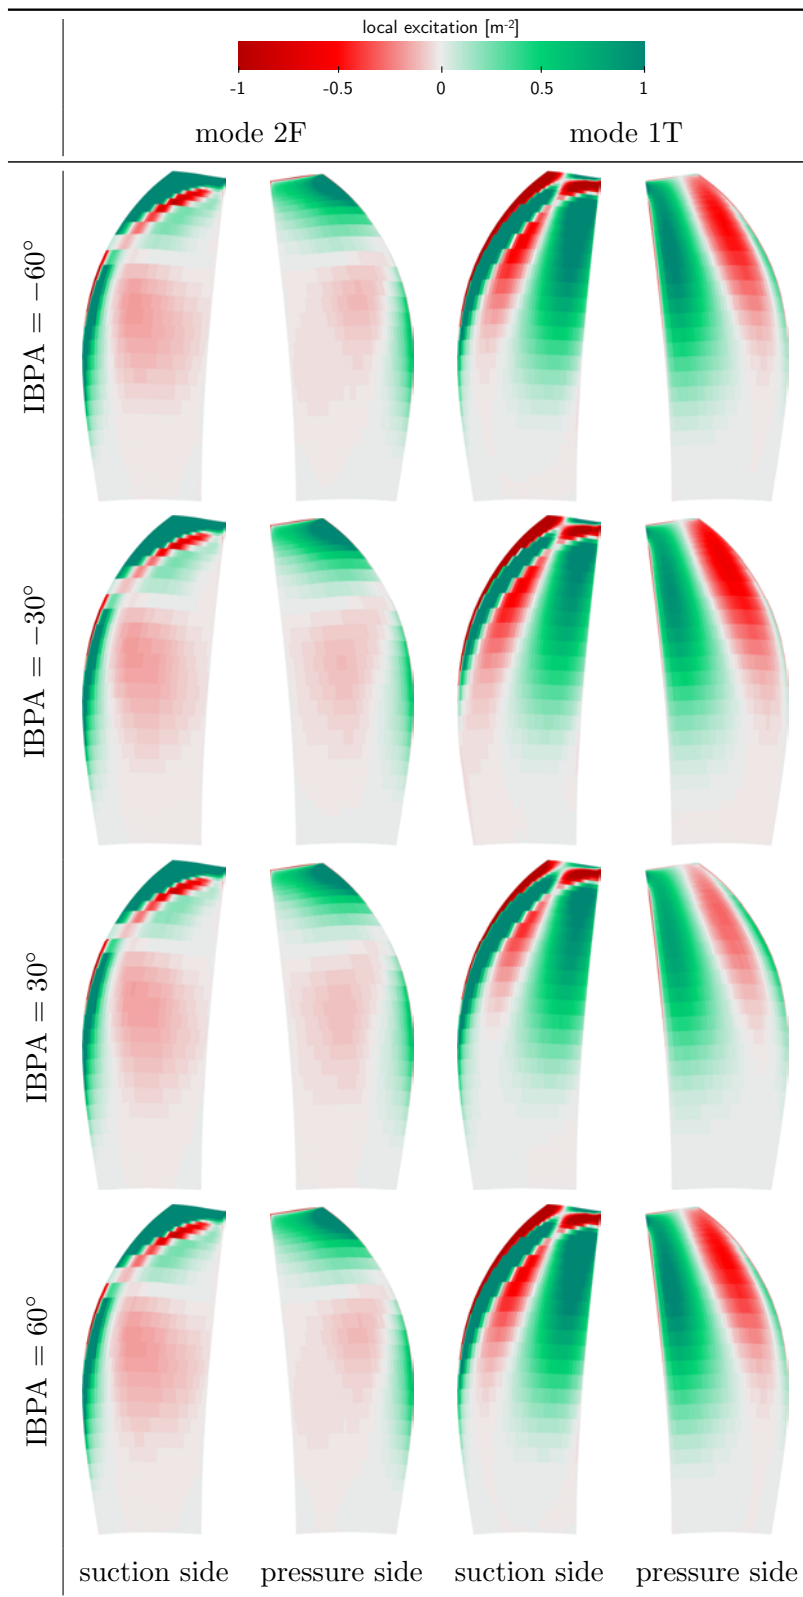 local excitation [m⁻²]
-1 -0.5 0 0.5 1
mode 2F mode 1T
IBPA = −60°
IBPA = −30°
IBPA = 30°
IBPA = 60°
suction side pressure side suction side pressure side